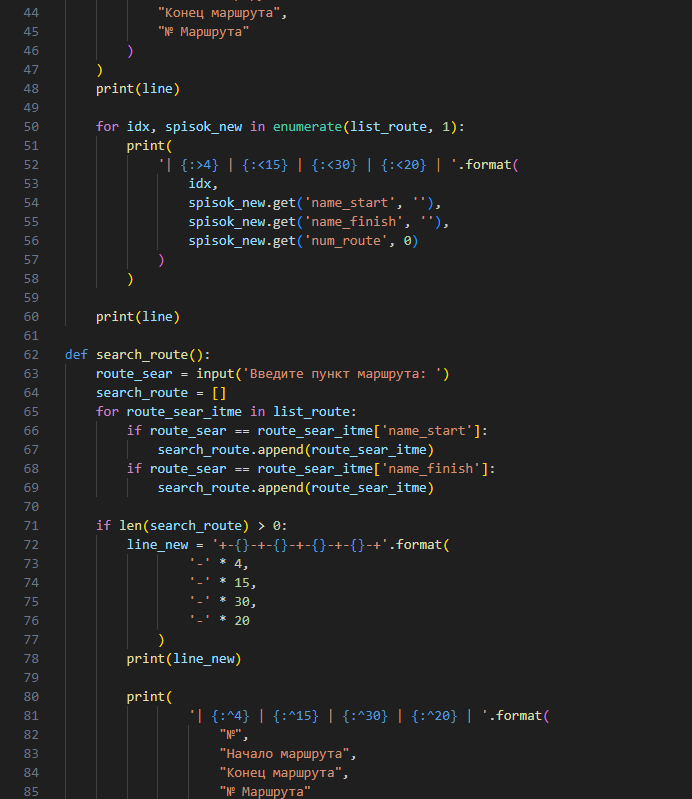 44 "Конец маршрута",
45 "№ Маршрута"
46 )
47 )
48 print(line)
49
50 for idx, spisok_new in enumerate(list_route, 1):
51 print(
52 '| {:>4} | {:<15} | {:<30} | {:<20} | '.format(
53 idx,
54 spisok_new.get('name_start', ''),
55 spisok_new.get('name_finish', ''),
56 spisok_new.get('num_route', 0)
57 )
58 )
59
60 print(line)
61
62 def search_route():
63 route_sear = input('Введите пункт маршрута: ')
64 search_route = []
65 for route_sear_itme in list_route:
66 if route_sear == route_sear_itme['name_start']:
67 search_route.append(route_sear_itme)
68 if route_sear == route_sear_itme['name_finish']:
69 search_route.append(route_sear_itme)
70
71 if len(search_route) > 0:
72 line_new = '+-{}-+-{}-+-{}-+-{}-+'.format(
73 '-' * 4,
74 '-' * 15,
75 '-' * 30,
76 '-' * 20
77 )
78 print(line_new)
79
80 print(
81 '| {:^4} | {:^15} | {:^30} | {:^20} | '.format(
82 "№",
83 "Начало маршрута",
84 "Конец маршрута",
85 "№ Маршрута"